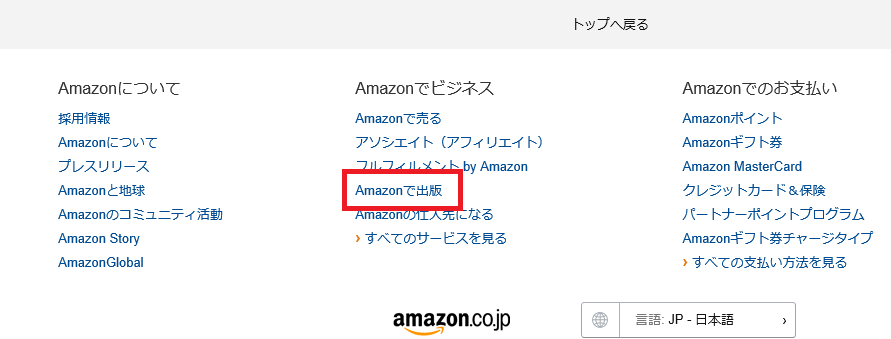 トップへ戻る
Amazonについて
採用情報
Amazonについて
プレスリリース
Amazonと地球
Amazonのコミュニティ活動
Amazon Story
AmazonGlobal
Amazonでビジネス
Amazonで売る
アソシエイト（アフィリエイト）
フルフィルメント by Amazon
Amazonで出版
Amazonの仕入先になる
› すべてのサービスを見る
Amazonでのお支払い
Amazonポイント
Amazonギフト券
Amazon MasterCard
クレジットカード＆保険
パートナーポイントプログラム
Amazonギフト券チャージタイプ
› すべての支払い方法を見る
amazon.co.jp
言語: JP - 日本語 ›